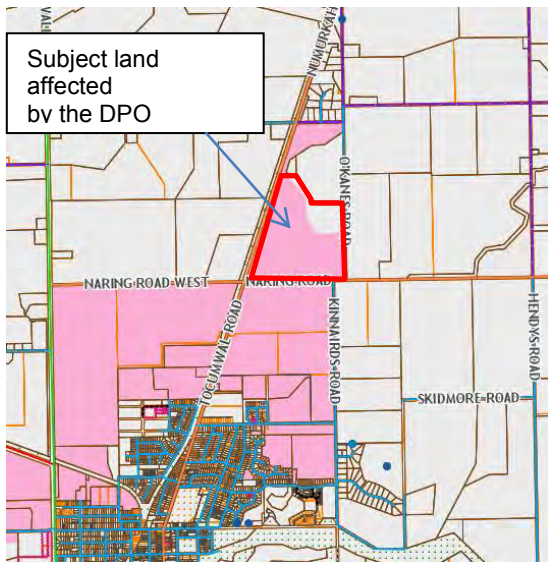 Subject land
affected
by the DPO
NUMURKAH
O'KANES ROAD
NARING ROAD WEST
NARING ROAD
TOCUMWAL ROAD
KINNAIRDS ROAD
HENDYS ROAD
SKIDMORE ROAD